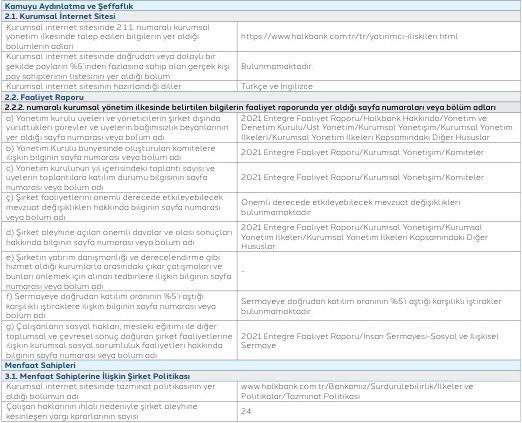 Kamuyu Aydınlatma ve Şeffaflık
2.1. Kurumsal İnternet Sitesi
Kurumsal internet sitesinde 2.1.1. numaralı kurumsal
yönetim ilkesinde talep edilen bilgilerin yer aldığı
bölümlerin adları
https://www.halkbank.com.tr/tr/yatirimci-iliskileri html
Kurumsal internet sitesinde doğrudan veya dolaylı bir
şekilde payların %5'inden fazlasına sahip olan gerçek kişi
pay sahiplerinin listesinin yer aldığı bölüm
Bulunmamaktadır.
Kurumsal internet sitesinin hazırlandığı diller
Türkçe ve İngilizce
2.2. Faaliyet Raporu
2.2.2. numaralı kurumsal yönetim ilkesinde belirtilen bilgilerin faaliyet raporunda yer aldığı sayfa numaraları veya bölüm adları
a) Yönetim kurulu üyeleri ve yöneticilerin şirket dışında
yürüttükleri görevler ve üyelerin bağımsızlık beyanlarının
yer aldığı sayfa numarası veya bölüm adı
2021 Entegre Faaliyet Raporu/Halkbank Hakkında/Yönetim ve
Denetim Kurulu/Üst Yönetim/Kurumsal Yönetişim/Kurumsal Yönetim
İlkeleri/Kurumsal Yönetim İlkeleri Kapsamındaki Diğer Hususlar
b) Yönetim Kurulu bünyesinde oluşturulan komitelere
ilişkin bilginin sayfa numarası veya bölüm adı
2021 Entegre Faaliyet Raporu/Kurumsal Yönetişim/Komiteler
c) Yönetim kurulunun yıl içerisindeki toplantı sayısı ve
üyelerin toplantılara katılım durumu bilgisinin sayfa
numarası veya bölüm adı
2021 Entegre Faaliyet Raporu/Kurumsal Yönetişim/Komiteler
ç) Şirket faaliyetlerini önemli derecede etkileyebilecek
mevzuat değişiklikleri hakkında bilginin sayfa numarası
veya bölüm adı
Önemli derecede etkileyebilecek mevzuat değişiklikleri
bulunmamaktadır.
d) Şirket aleyhine açılan önemli davalar ve olası sonuçları
hakkında bilginin sayfa numarası veya bölüm adı
2021 Entegre Faaliyet Raporu/Kurumsal Yönetişim/Kurumsal
Yönetim İlkeleri/Kurumsal Yönetim İlkeleri Kapsamındaki Diğer
Hususlar
e) Şirketin yatırım danışmanlığı ve derecelendirme gibi
hizmet aldığı kurumlarla arasındaki çıkar çatışmaları ve
bunları önlemek için alınan tedbirlere ilişkin bilginin sayfa
numarası veya bölüm adı
-
f) Sermayeye doğrudan katılım oranının %5'i aştığı
karşılıklı iştiraklere ilişkin bilginin sayfa numarası veya
bölüm adı
Sermayeye doğrudan katılım oranının %5'i aştığı karşılıklı iştirakler
bulunmamaktadır.
g) Çalışanların sosyal hakları, mesleki eğitimi ile diğer
toplumsal ve çevresel sonuç doğuran şirket faaliyetlerine
ilişkin kurumsal sosyal sorumluluk faaliyetleri hakkında
bilginin sayfa numarası veya bölüm adı
2021 Entegre Faaliyet Raporu/İnsan Sermayesi-Sosyal ve İlişkisel
Sermaye
Menfaat Sahipleri
3.1. Menfaat Sahiplerine İlişkin Şirket Politikası
Kurumsal internet sitesinde tazminat politikasının yer
aldığı bölümün adı
www.halkbank.com.tr/Bankamız/Sürdürülebilirlik/İlkeler ve
Politikalar/Tazminat Politikası
Çalışan haklarının ihlali nedeniyle şirket aleyhine
kesinleşen yargı kararlarının sayısı
24